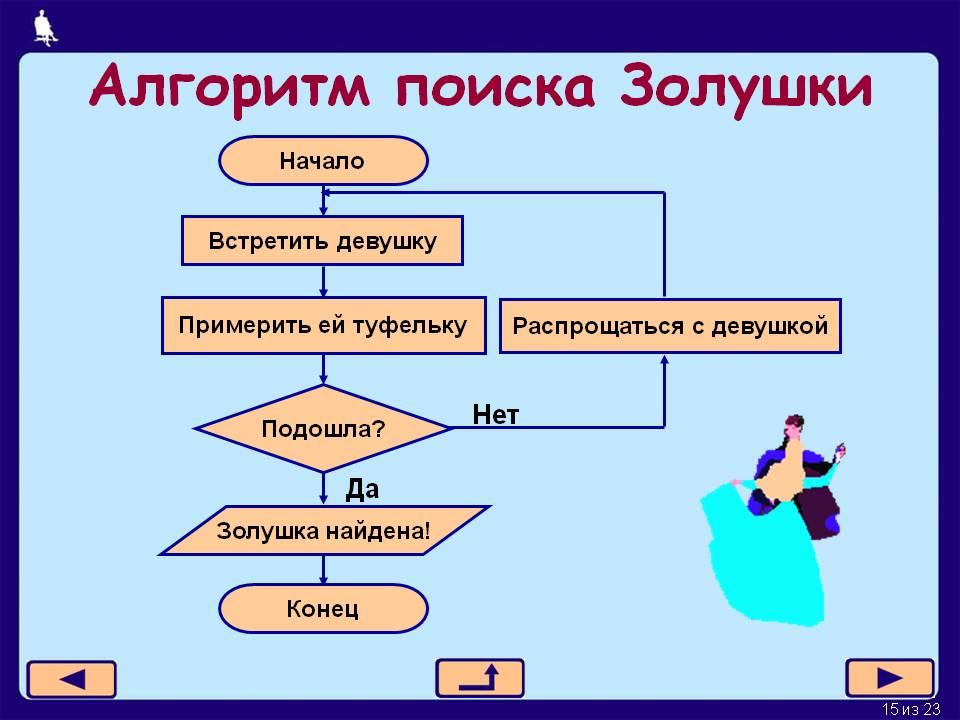 Алгоритм поиска Золушки
Начало
Встретить девушку
Примерить ей туфельку
Распрощаться с девушкой
Подошла?
Нет
Да
Золушка найдена!
Конец
15 из 23